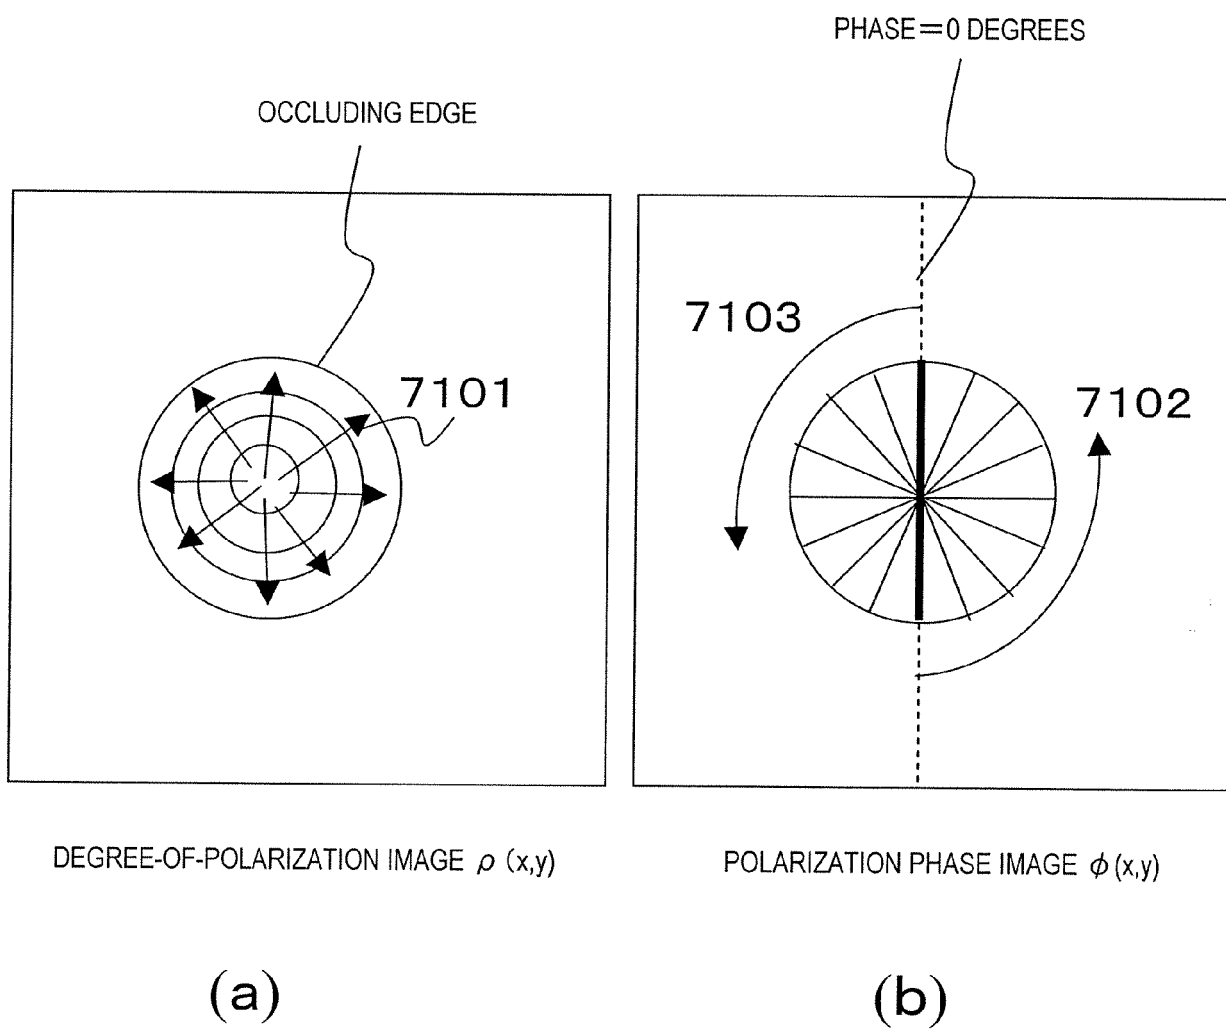 PHASE=0 DEGREES
OCCLUDING EDGE
7103
7101
7102
DEGREE-OF-POLARIZATION IMAGE ρ (x,y)
POLARIZATION PHASE IMAGE ϕ (x,y)
(a)
(b)